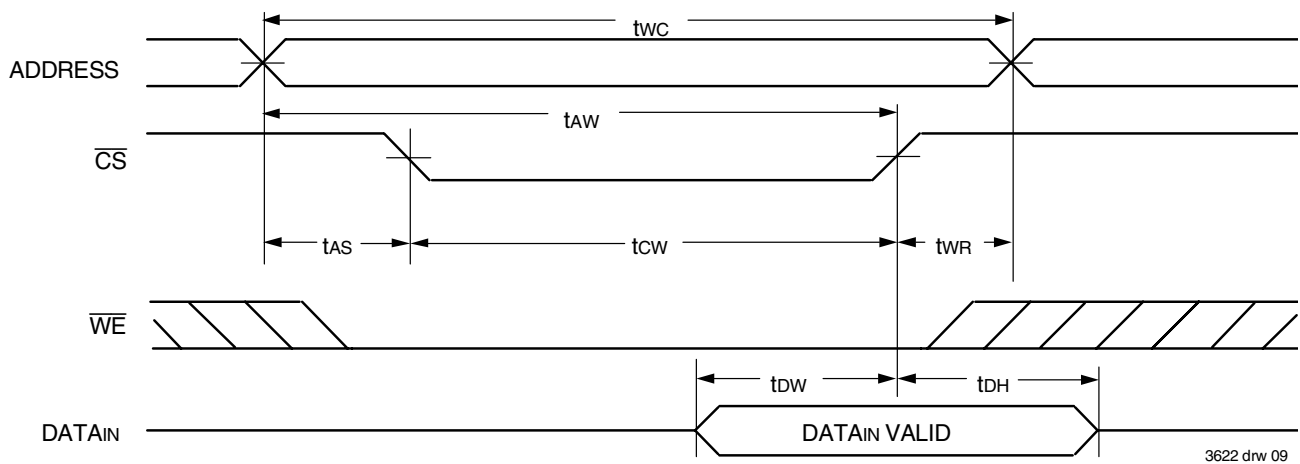 tWC
ADDRESS
tAW
CS
tAS tCW tWR
WE
tDW tDH
DATAIN DATAIN VALID
3622 drw 09